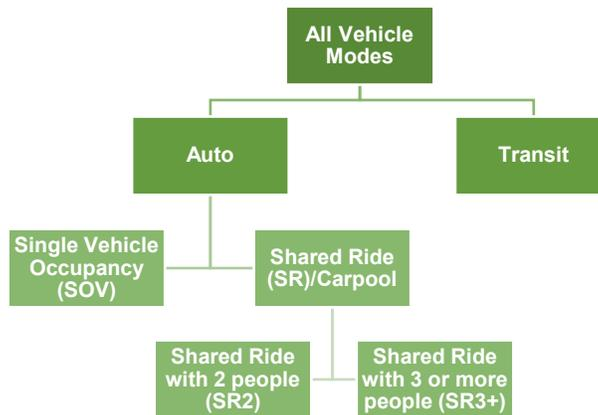 All Vehicle
Modes
Auto
Transit
Single Vehicle
Occupancy
(SOV)
Shared Ride
(SR)/Carpool
Shared Ride
with 2 people
(SR2)
Shared Ride
with 3 or more
people (SR3+)